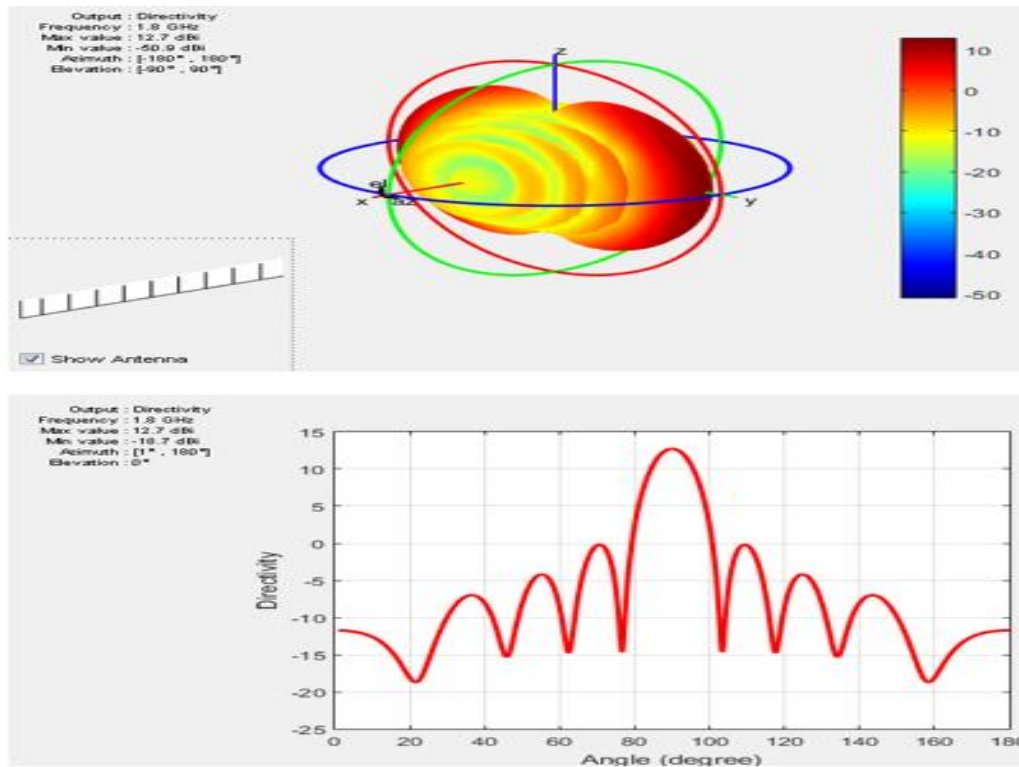 Output : Directivity
Frequency : 1.8 GHz
Max value : 12.7 dBi
Min value : -50.9 dBi
Azimuth : [-180° , 180°]
Elevation : [-90° , 90°]
z
x
el
az
y
10
0
-10
-20
-30
-40
-50
Show Antenna
Output : Directivity
Frequency : 1.8 GHz
Max value : 12.7 dBi
Min value : -18.7 dBi
Azimuth : [1° , 180°]
Elevation : 0°
15
10
5
0
-5
-10
-15
-20
-25
Directivity
0 20 40 60 80 100 120 140 160 180
Angle (degree)